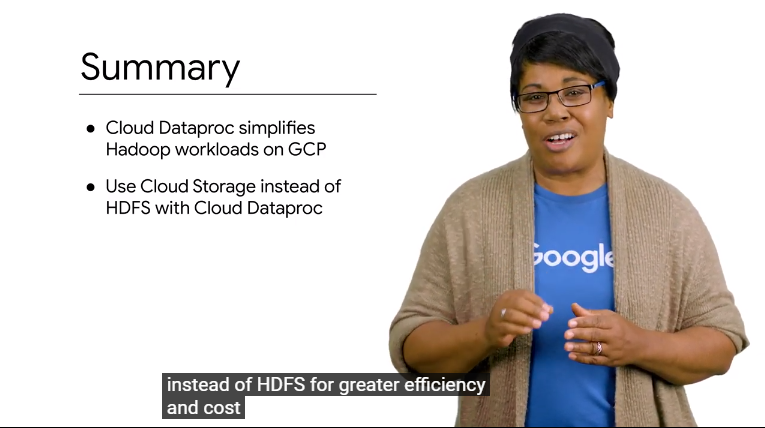 Summary
● Cloud Dataproc simplifies
Hadoop workloads on GCP
● Use Cloud Storage instead of
HDFS with Cloud Dataproc
Google
instead of HDFS for greater efficiency
and cost